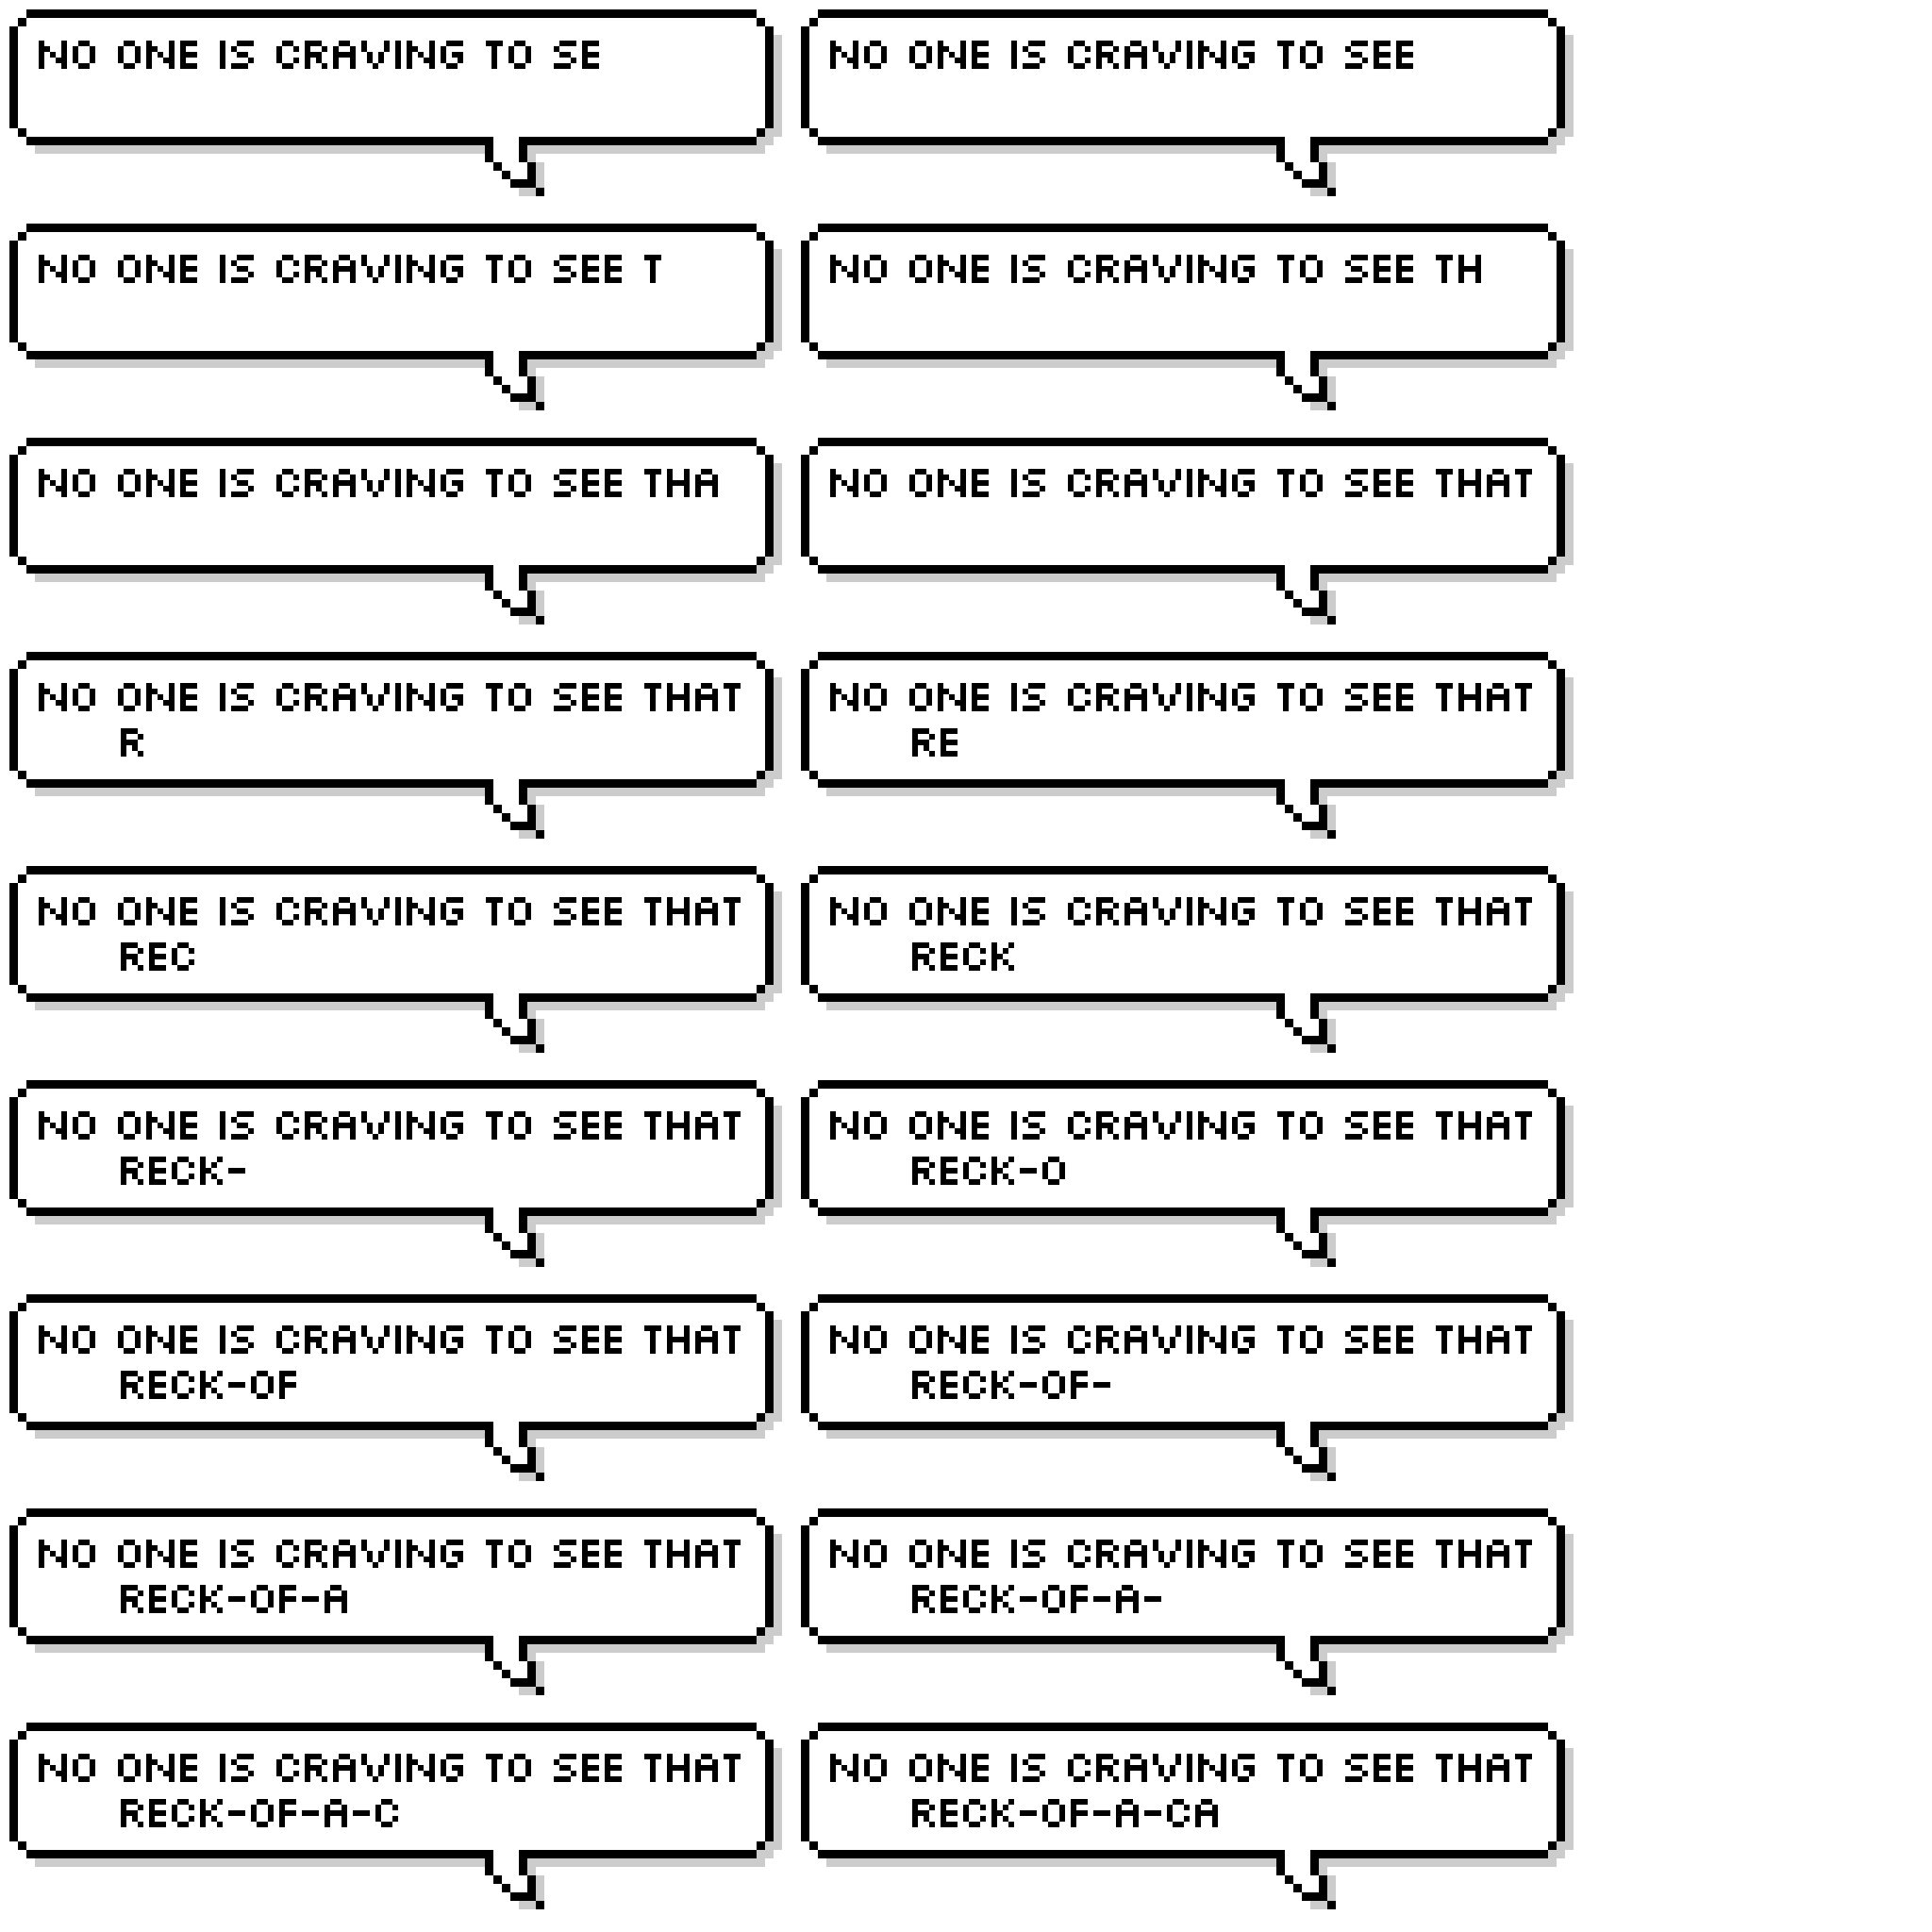 NO ONE IS CRAVING TO SE
NO ONE IS CRAVING TO SEE
NO ONE IS CRAVING TO SEE T
NO ONE IS CRAVING TO SEE TH
NO ONE IS CRAVING TO SEE THA
NO ONE IS CRAVING TO SEE THAT
NO ONE IS CRAVING TO SEE THAT
R
NO ONE IS CRAVING TO SEE THAT
RE
NO ONE IS CRAVING TO SEE THAT
REC
NO ONE IS CRAVING TO SEE THAT
RECK
NO ONE IS CRAVING TO SEE THAT
RECK-
NO ONE IS CRAVING TO SEE THAT
RECK-O
NO ONE IS CRAVING TO SEE THAT
RECK-OF
NO ONE IS CRAVING TO SEE THAT
RECK-OF-
NO ONE IS CRAVING TO SEE THAT
RECK-OF-A
NO ONE IS CRAVING TO SEE THAT
RECK-OF-A-
NO ONE IS CRAVING TO SEE THAT
RECK-OF-A-C
NO ONE IS CRAVING TO SEE THAT
RECK-OF-A-CA